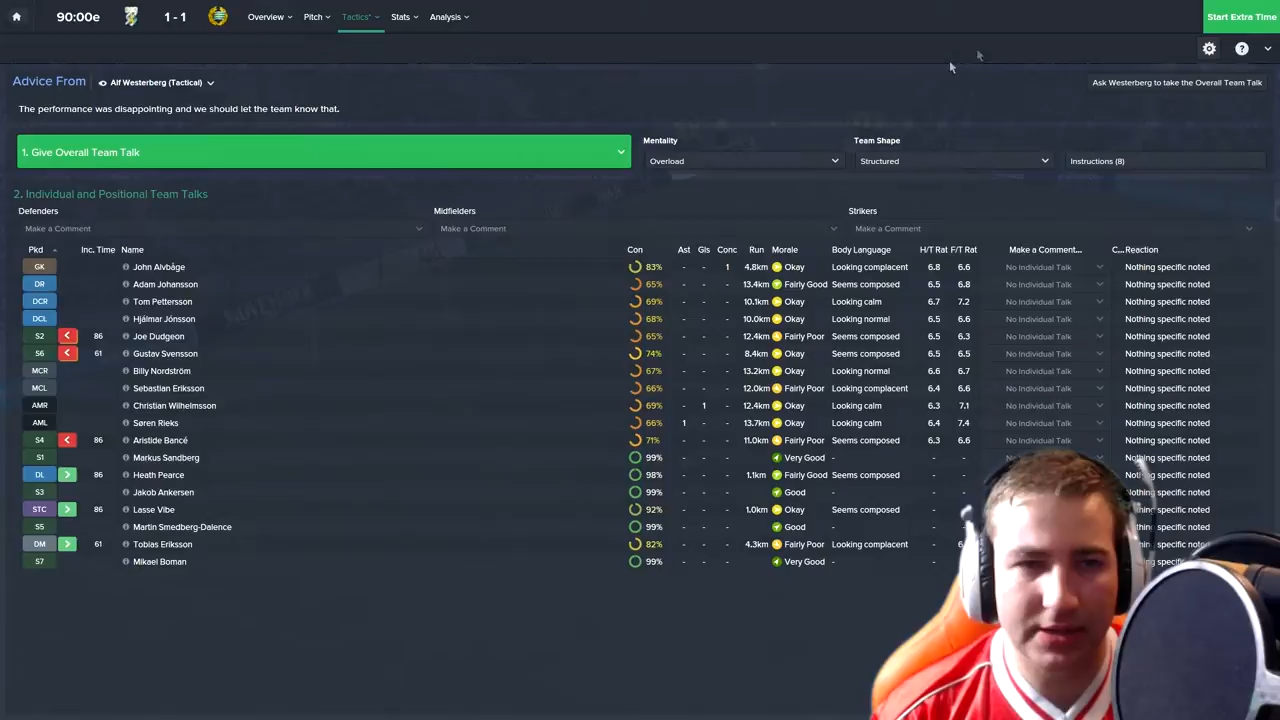 90:00e 1 - 1 Overview Pitch Tactics* Stats Analysis Start Extra Time
Advice From Alf Westerberg (Tactical) Ask Westerberg to take the Overall Team Talk
The performance was disappointing and we should let the team know that.
1. Give Overall Team Talk
Mentality Team Shape
Overload Structured Instructions (8)
2. Individual and Positional Team Talks
Defenders Midfielders Strikers
Make a Comment Make a Comment Make a Comment
Pkd Inc. Time Name Con Ast Gls Conc Run Morale Body Language H/T Rat F/T Rat Make a Comment... C... Reaction
GK John Alvbåge 83% - - 1 4.8km Okay Looking complacent 6.8 6.6 No Individual Talk Nothing specific noted
DR Adam Johansson 65% - - - 13.4km Fairly Good Seems composed 6.5 6.8 No Individual Talk Nothing specific noted
DCR Tom Pettersson 69% - - - 10.1km Okay Looking calm 6.7 7.2 No Individual Talk Nothing specific noted
DCL Hjálmar Jónsson 68% - - - 10.0km Okay Looking normal 6.5 6.6 No Individual Talk Nothing specific noted
S2 86 Joe Dudgeon 65% - - - 12.4km Fairly Poor Seems composed 6.5 6.3 No Individual Talk Nothing specific noted
S6 61 Gustav Svensson 74% - - - 8.4km Okay Seems composed 6.5 6.5 No Individual Talk Nothing specific noted
MCR Billy Nordström 67% - - - 13.2km Okay Looking normal 6.6 6.7 No Individual Talk Nothing specific noted
MCL Sebastian Eriksson 66% - - - 12.0km Fairly Poor Looking complacent 6.4 6.6 No Individual Talk Nothing specific noted
AMR Christian Wilhelmsson 69% - 1 - 12.4km Okay Looking calm 6.3 7.1 No Individual Talk Nothing specific noted
AML Søren Rieks 66% 1 - - 13.7km Okay Looking calm 6.4 7.4 No Individual Talk Nothing specific noted
S4 86 Aristide Bancé 71% - - - 11.0km Fairly Poor Seems composed 6.3 6.6 No Individual Talk Nothing specific noted
S1 Markus Sandberg 99% - - - Very Good - - - No Individual Talk Nothing specific noted
DL 86 Heath Pearce 98% - - - 1.1km Fairly Good Seems composed - Nothing specific noted
S3 Jakob Ankersen 99% - - - Good - - specific noted
STC 86 Lasse Vibe 92% - - - 1.0km Okay Seems composed - specific noted
S5 Martin Smedberg-Dalence 99% - - - Good - - specific noted
DM 61 Tobias Eriksson 82% - - - 4.3km Fairly Poor Looking complacent - specific noted
S7 Mikael Boman 99% - - - Very Good - - specific noted